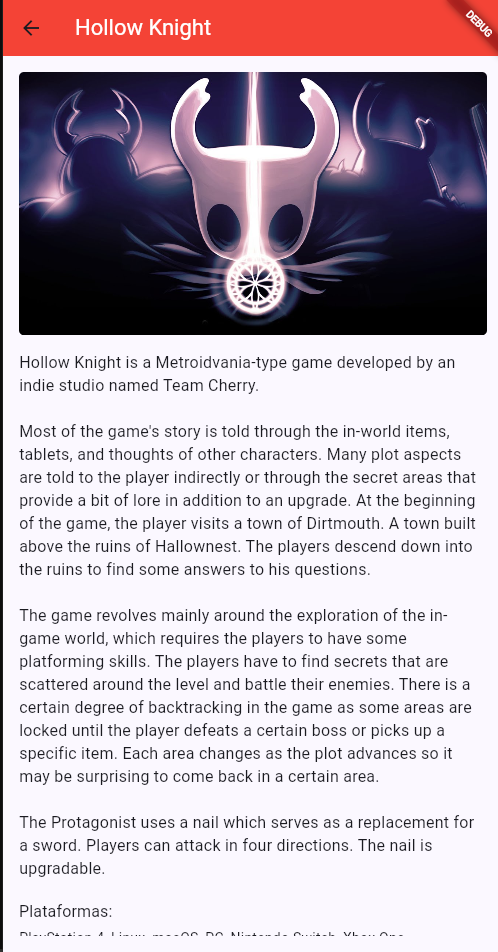 Hollow Knight
DEBUG
Hollow Knight is a Metroidvania-type game developed by an
indie studio named Team Cherry.
Most of the game's story is told through the in-world items,
tablets, and thoughts of other characters. Many plot aspects
are told to the player indirectly or through the secret areas that
provide a bit of lore in addition to an upgrade. At the beginning
of the game, the player visits a town of Dirtmouth. A town built
above the ruins of Hallownest. The players descend down into
the ruins to find some answers to his questions.
The game revolves mainly around the exploration of the in-
game world, which requires the players to have some
platforming skills. The players have to find secrets that are
scattered around the level and battle their enemies. There is a
certain degree of backtracking in the game as some areas are
locked until the player defeats a certain boss or picks up a
specific item. Each area changes as the plot advances so it
may be surprising to come back in a certain area.
The Protagonist uses a nail which serves as a replacement for
a sword. Players can attack in four directions. The nail is
upgradable.
Plataformas:
PlayStation 4, Linux, macOS, PC, Nintendo Switch, Xbox One